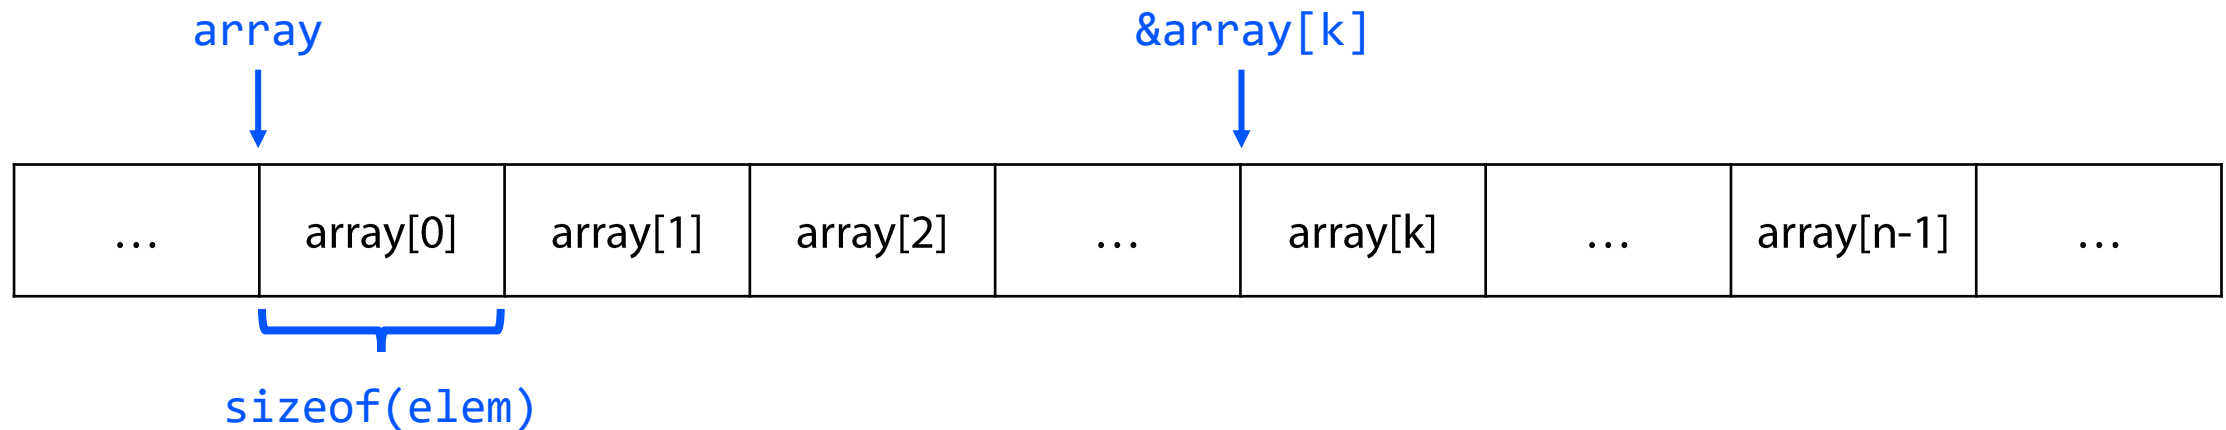 array &array[k]
… array[0] array[1] array[2] … array[k] … array[n-1] …
sizeof(elem)